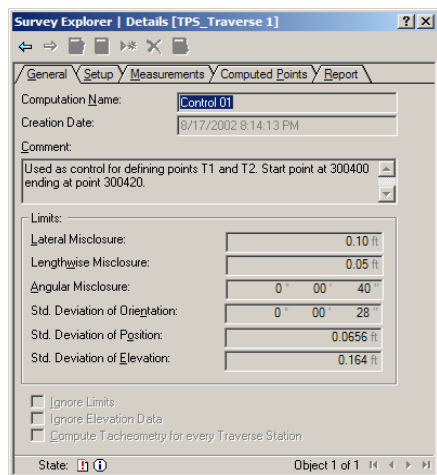 Survey Explorer | Details [TPS_Traverse 1]
General Setup Measurements Computed Points Report
Computation Name: Control 01
Creation Date: 8/17/2002 8:14:13 PM
Comment:
Used as control for defining points T1 and T2. Start point at 300400
ending at point 300420.
Limits:
Lateral Misclosure: 0.10 ft
Lengthwise Misclosure: 0.05 ft
Angular Misclosure: 0 ° 00 ' 40 "
Std. Deviation of Orientation: 0 ° 00 ' 28 "
Std. Deviation of Position: 0.0656 ft
Std. Deviation of Elevation: 0.164 ft
Ignore Limits
Ignore Elevation Data
Compute Tacheometry for every Traverse Station
State: Object 1 of 1